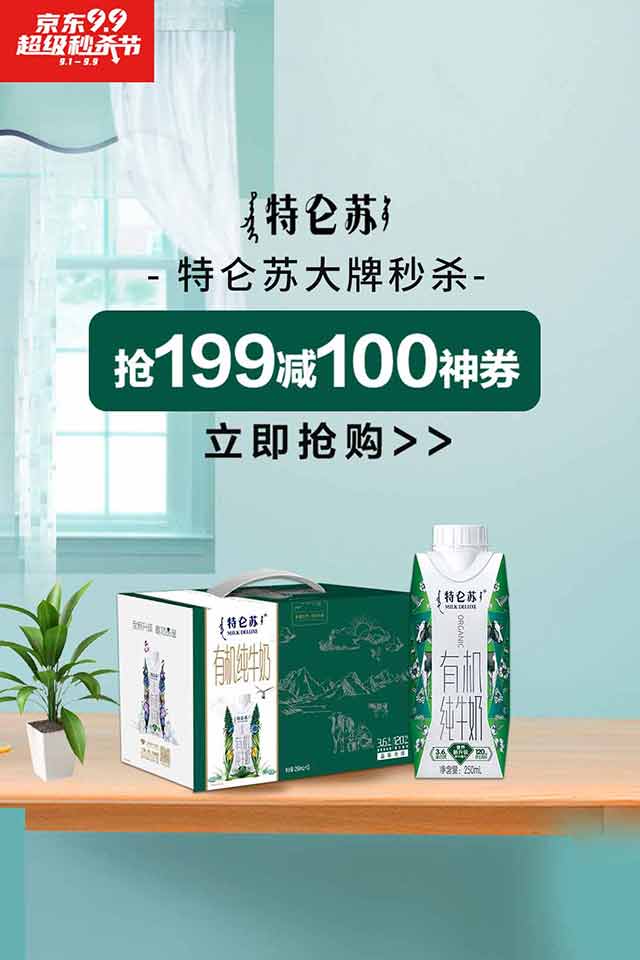 京东9.9
超级秒杀节
9.1-9.9
特仑苏
- 特仑苏大牌秒杀-
抢199减100神券
立即抢购>>
特仑苏
MILK DELUXE
有机纯牛奶
特仑苏
MILK DELUXE
ORGANIC
有机
纯牛奶
3.6
120
净含量：250mL
3.6
120